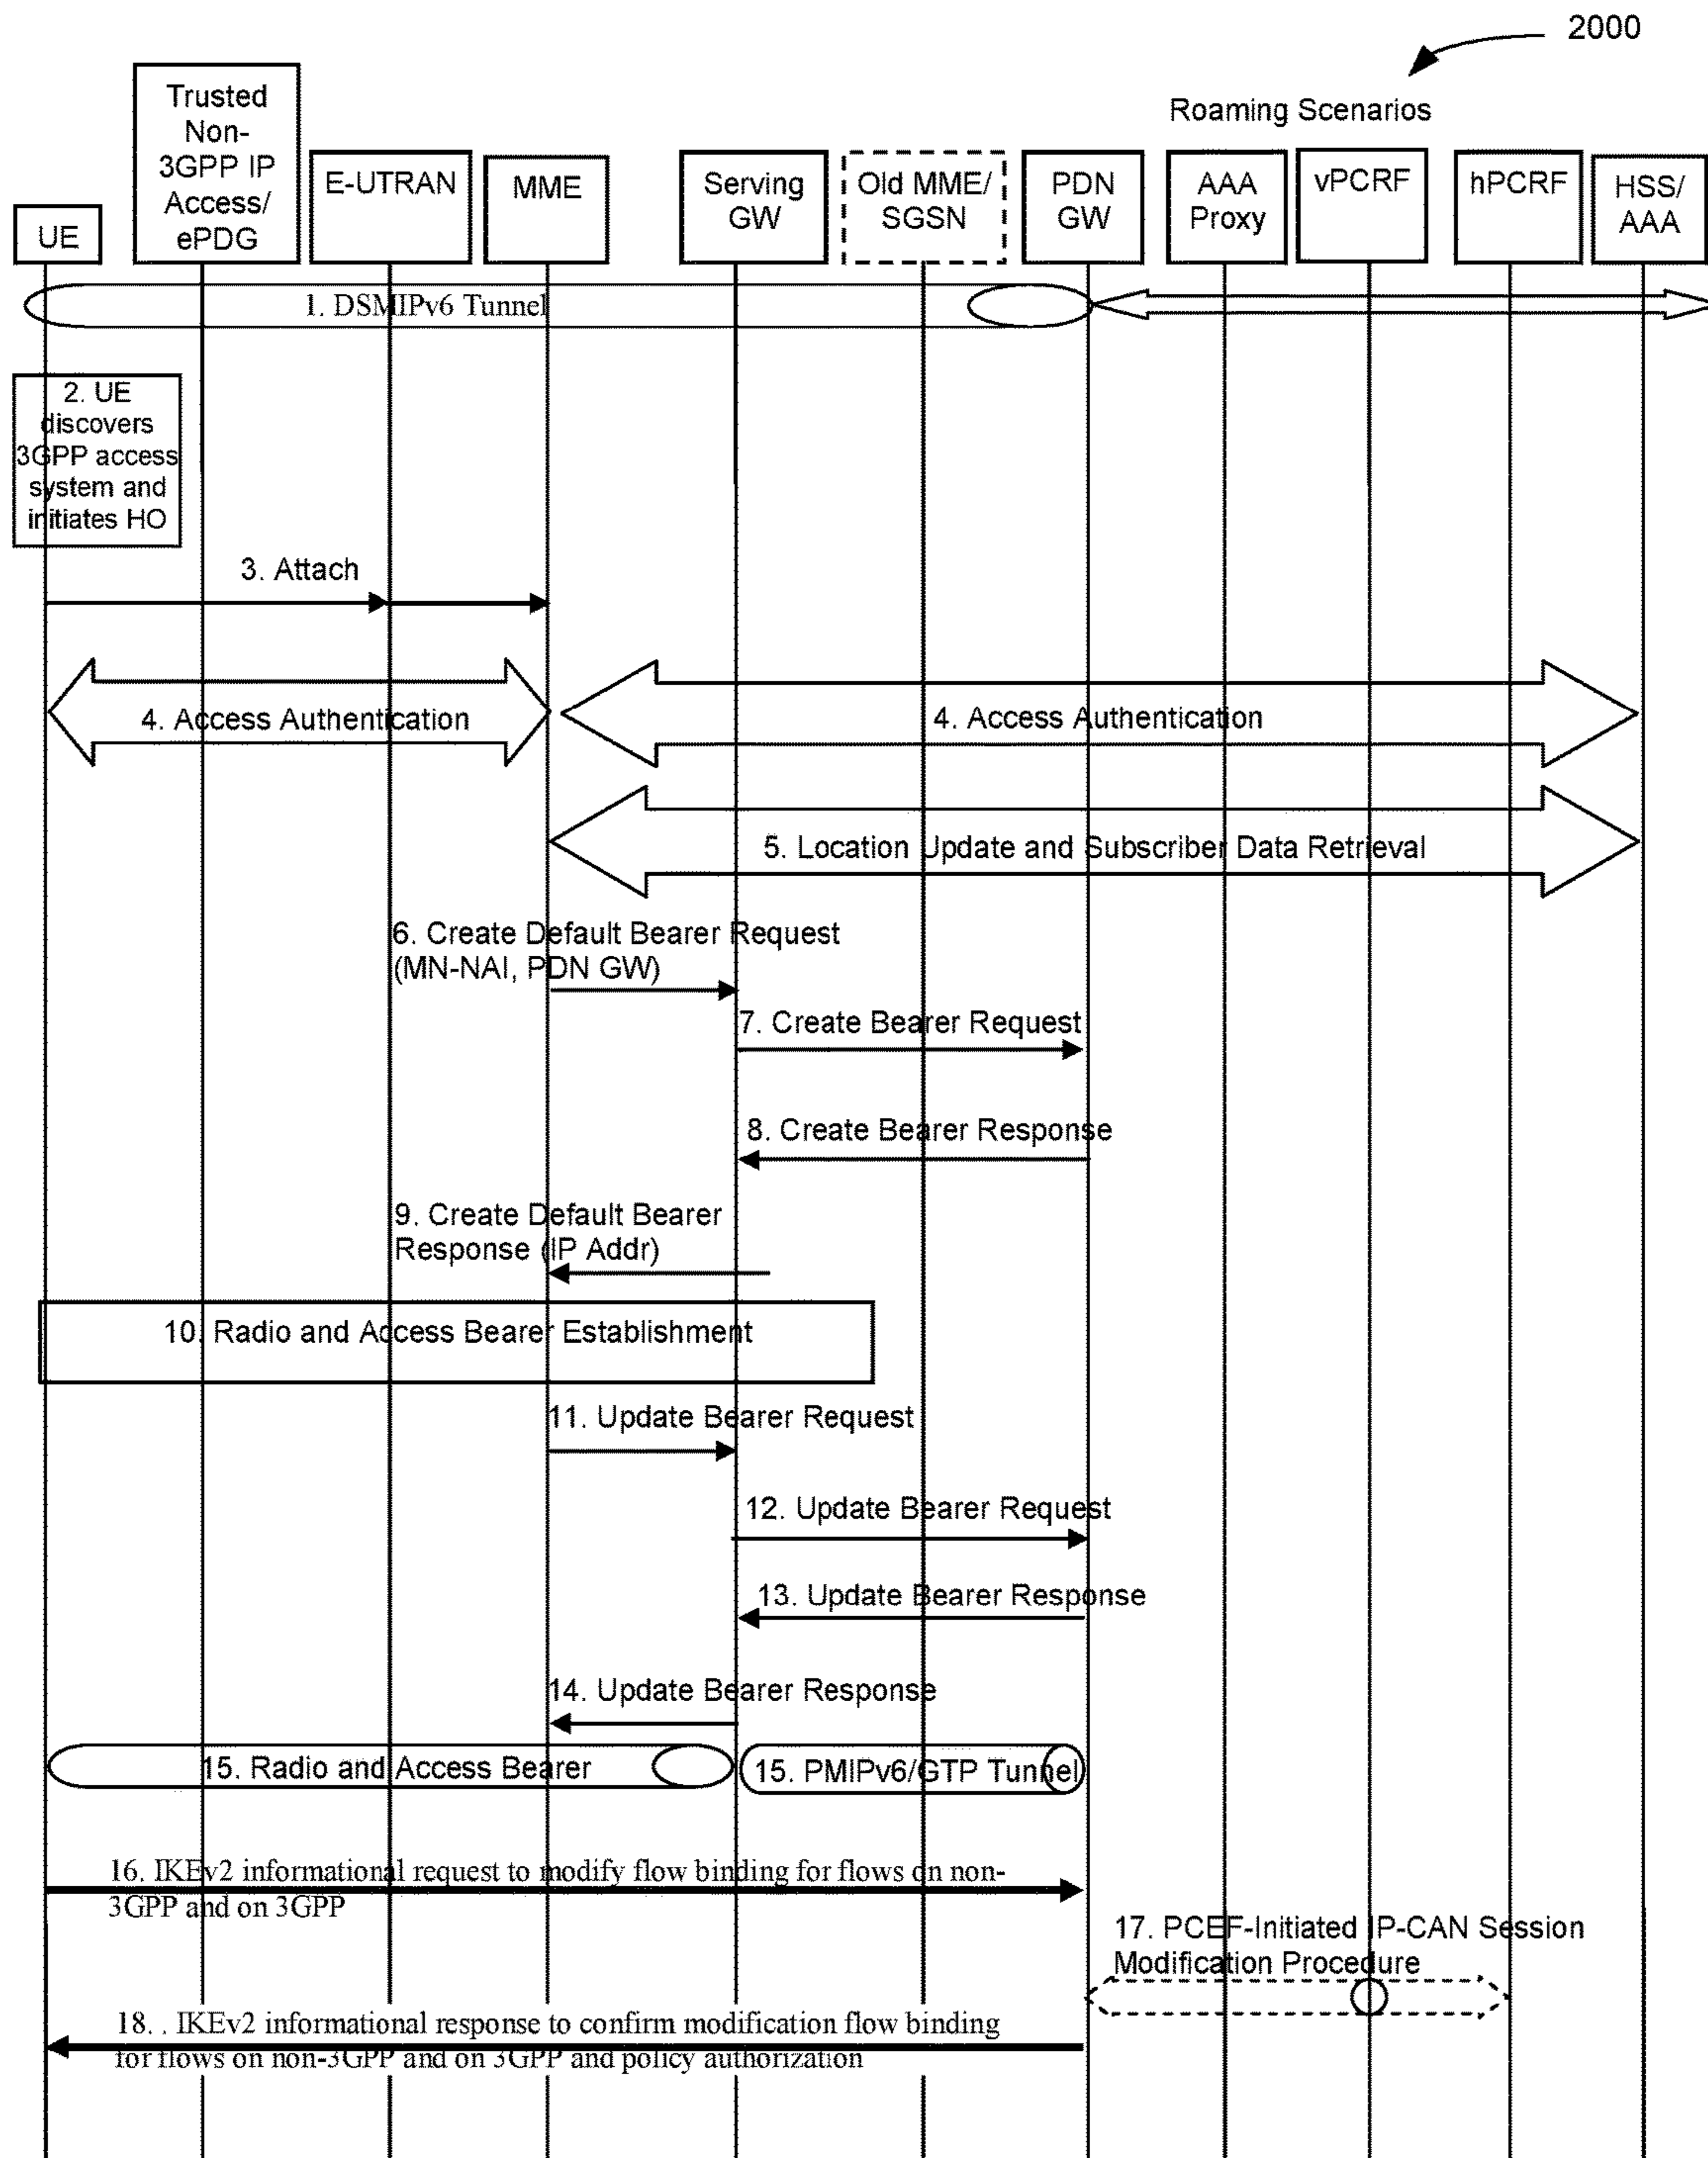 2000
Roaming Scenarios
Trusted
Non-
3GPP IP
Access/
ePDG
UE
E-UTRAN
MME
Serving
GW
Old MME/
SGSN
PDN
GW
AAA
Proxy
vPCRF
hPCRF
HSS/
AAA
1. DSMIPv6 Tunnel
2. UE
discovers
3GPP access
system and
initiates HO
3. Attach
4. Access Authentication
4. Access Authentication
5. Location Update and Subscriber Data Retrieval
6. Create Default Bearer Request
(MN-NAI, PDN GW)
7. Create Bearer Request
8. Create Bearer Response
9. Create Default Bearer
Response (IP Addr)
10. Radio and Access Bearer Establishment
11. Update Bearer Request
12. Update Bearer Request
13. Update Bearer Response
14. Update Bearer Response
15. Radio and Access Bearer
15. PMIPv6/GTP Tunnel
16. IKEv2 informational request to modify flow binding for flows on non-
3GPP and on 3GPP
17. PCEF-Initiated IP-CAN Session
Modification Procedure
18. . IKEv2 informational response to confirm modification flow binding
for flows on non-3GPP and on 3GPP and policy authorization